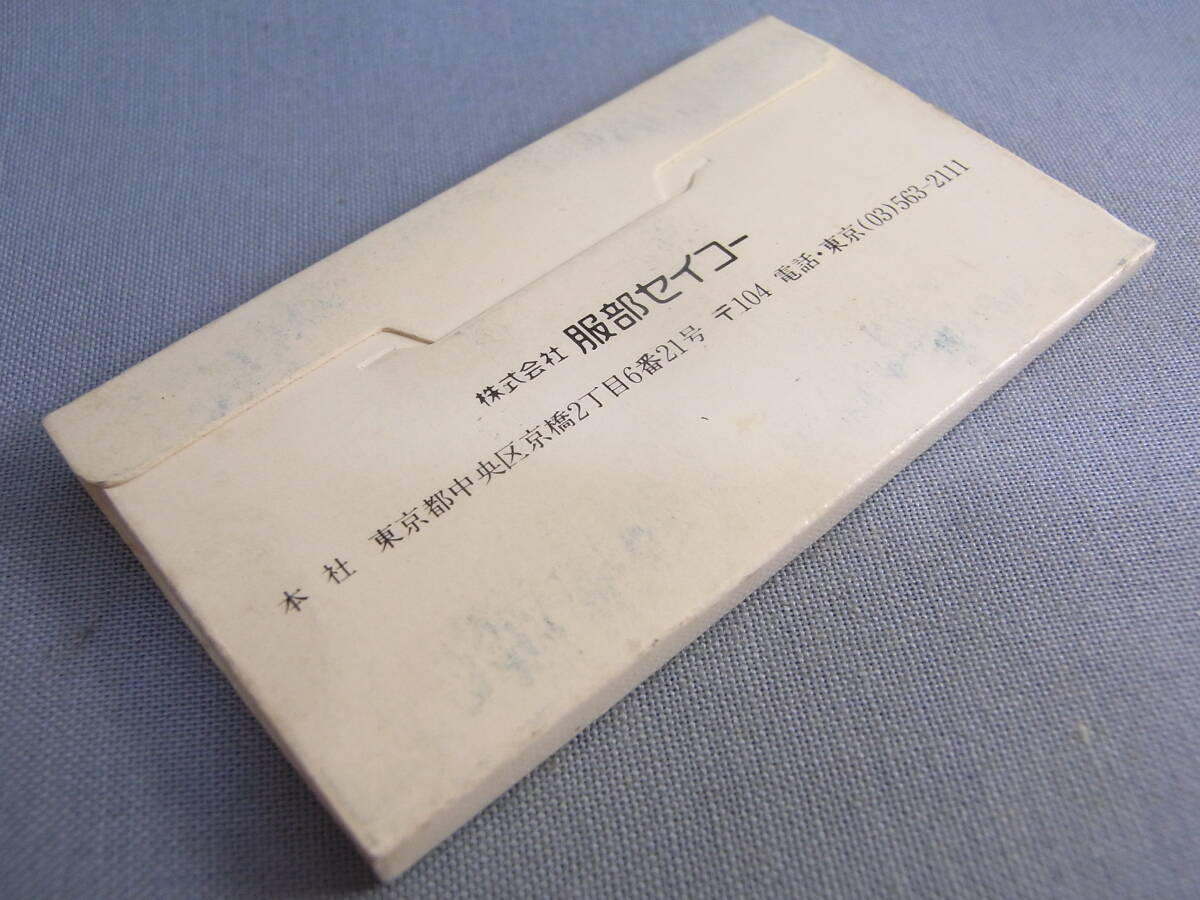 株式会社 服部セイコー
本社 東京都中央区京橋2丁目6番21号 〒104 電話・東京(03)563-2111